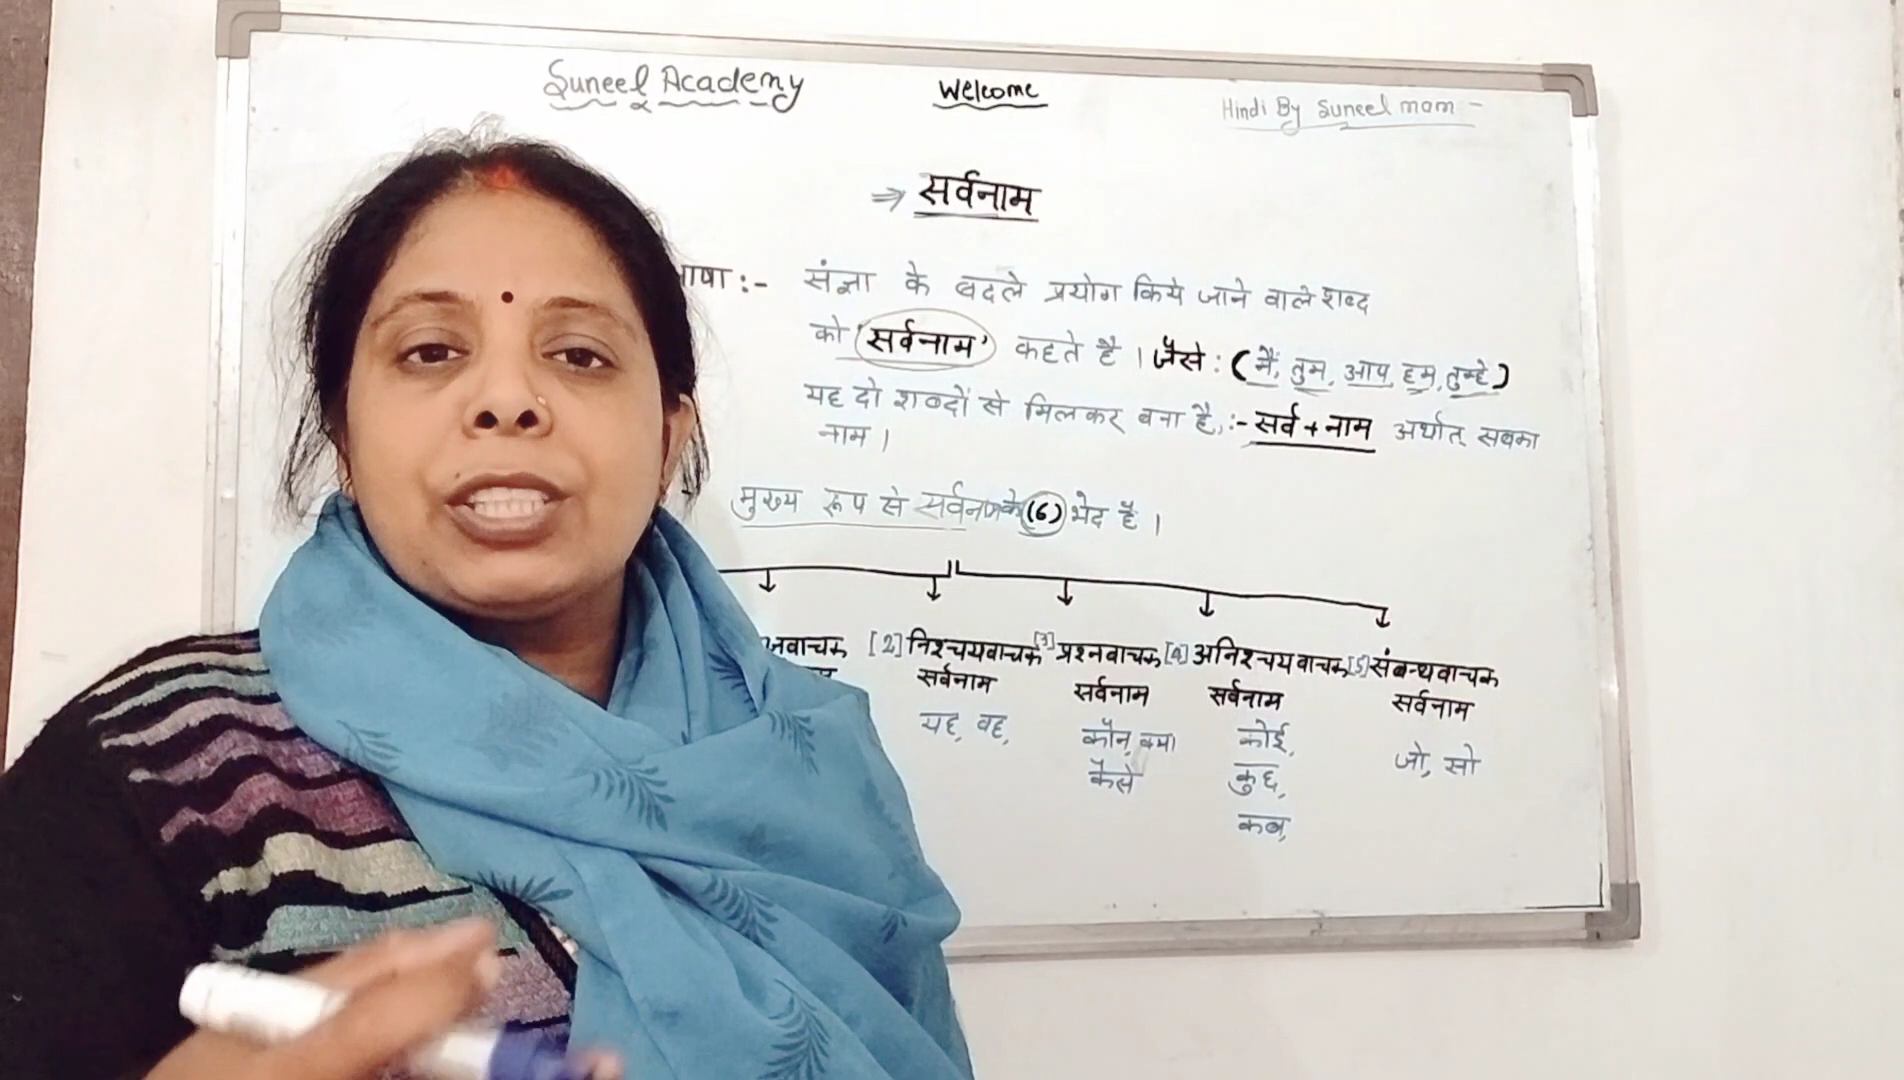 Suneel Academy
Welcome
Hindi By Suneel mam -
⇒ सर्वनाम
ाषा :- संज्ञा के बदले प्रयोग किये जाने वाले शब्द
को 'सर्वनाम' कहते है । जैसे : (मैं, तुम, आप, हम, तुम्हे)
यह दो शब्दों से मिलकर बना है, :- सर्व + नाम अर्थात् सबका
नाम ।
मुख्य रूप से सर्वनाम के (6) भेद है ।
वाचक [2] निश्चयवाचक [3] प्रश्नवाचक [4] अनिश्चयवाचक [5] संबन्धवाचक
सर्वनाम सर्वनाम सर्वनाम सर्वनाम
यह, वह, कौन, क्या कोई, जो, सो
कैसे कुछ,
कब,